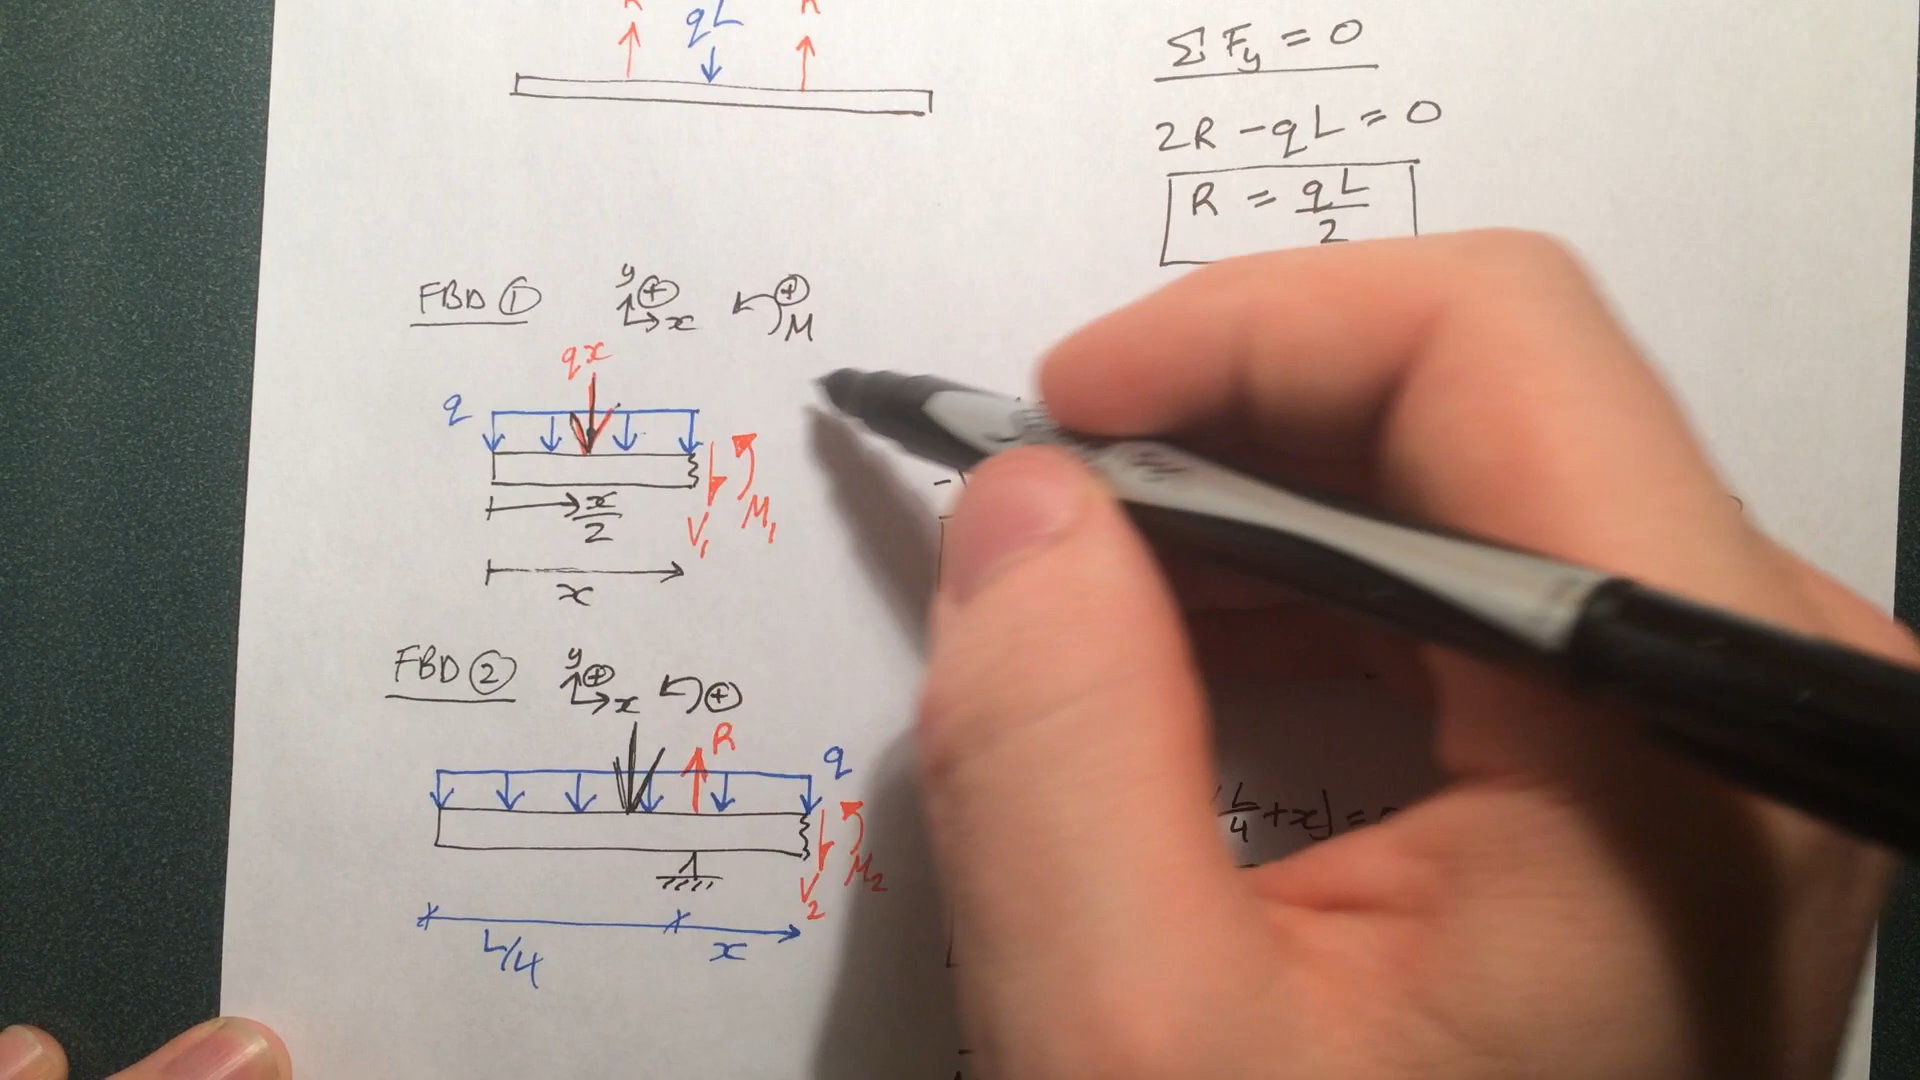 qL
ΣFy = 0
2R - qL = 0
R = qL/2
FBD ① y ⊕ x ⊕ M
qx
q
x/2
V₁ M₁
x
FBD ② y ⊕ x ⊕
R
q
V₂ M₂
L/4 x
L/4 + x) =